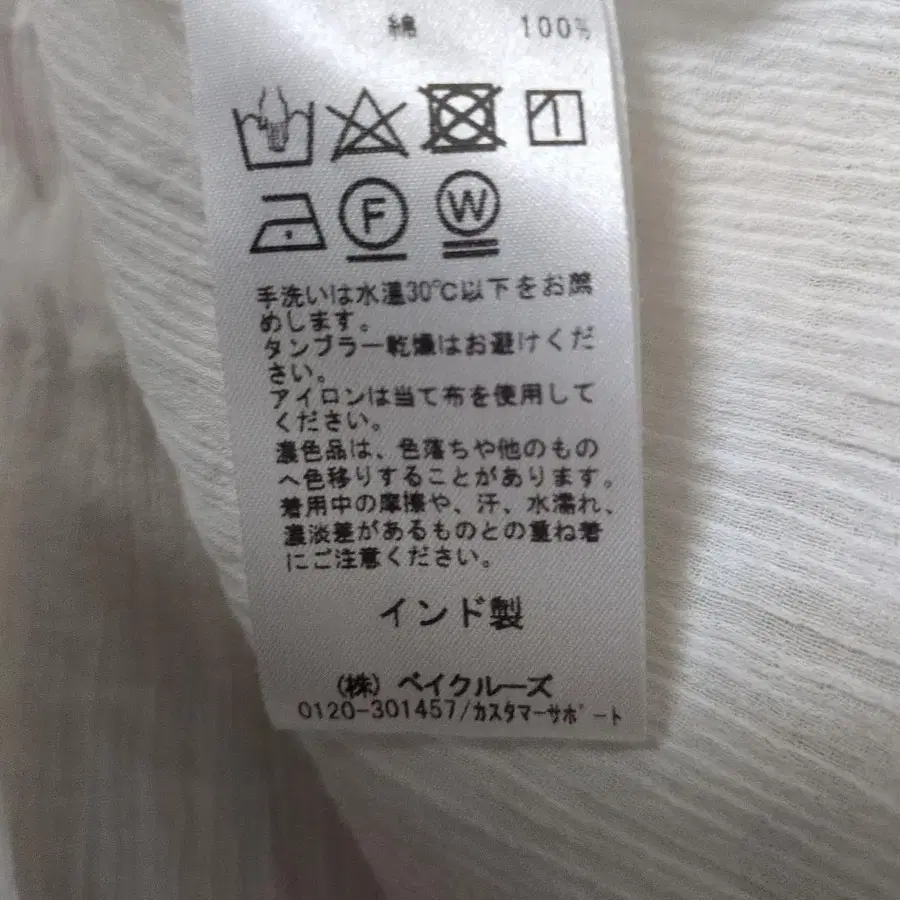 綿 100%
F W
手洗いは水温30℃以下をお薦
めします。
タンブラー乾燥はお避けくだ
さい。
アイロンは当て布を使用して
ください。
濃色品は、色落ちや他のもの
へ色移りすることがあります。
着用中の摩擦や、汗、水濡れ、
濃淡差があるものとの重ね着
にご注意ください。
インド製
(株) ベイクルーズ
0120-301457/カスタマーサポート